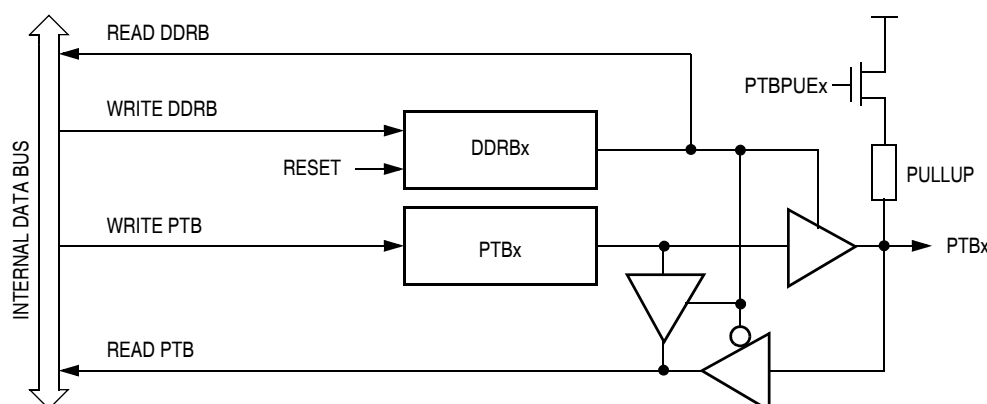 READ DDRB
PTBPUEx
WRITE DDRB
DDRBx
RESET
PULLUP
WRITE PTB
PTBx
PTBx
INTERNAL DATA BUS
READ PTB